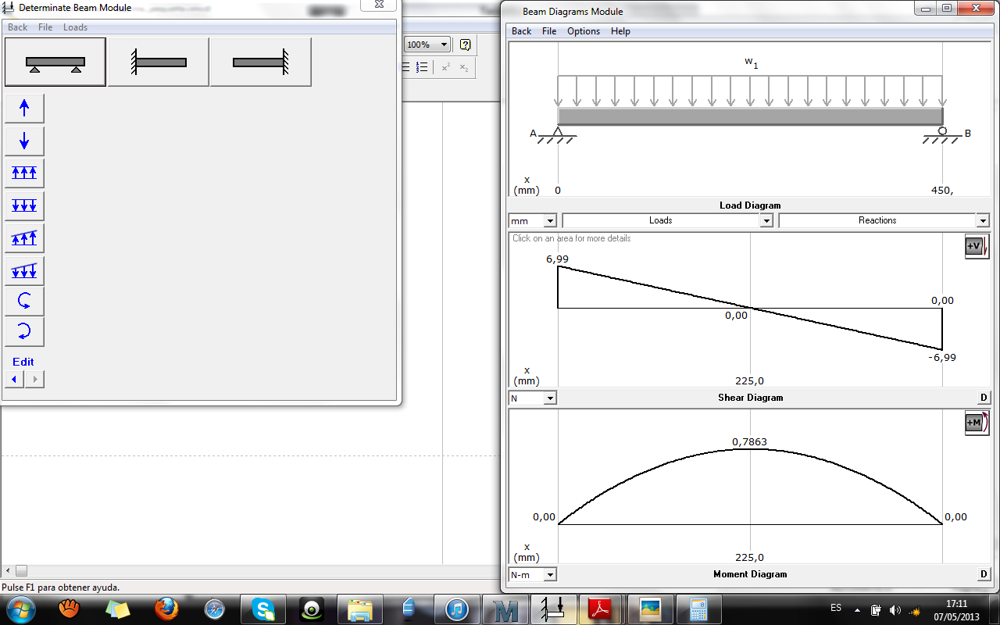 Determinate Beam Module
Back File Loads
100%
x²
x₂
Edit
Pulse F1 para obtener ayuda.
Beam Diagrams Module
Back File Options Help
w₁
A
B
x
(mm) 0 450,
Load Diagram
mm Loads Reactions
Click on an area for more details
+V
6,99
0,00
0,00
-6,99
x
(mm) 225,0
N Shear Diagram D
+M
0,7863
0,00 0,00
x
(mm) 225,0
N-m Moment Diagram D
ES 17:11
07/05/2013